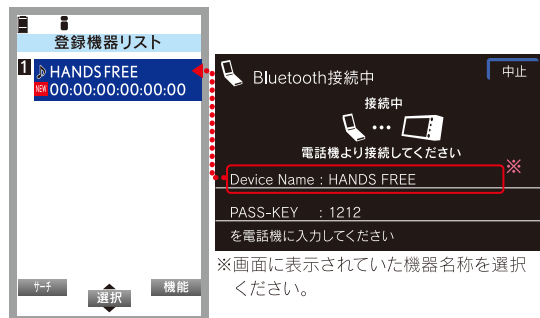 登録機器リスト
1
HANDS FREE
NEW 00:00:00:00:00:00
サーチ
選択
機能
Bluetooth接続中
中止
接続中
電話機より接続してください
※
Device Name : HANDS FREE
PASS-KEY : 1212
を電話機に入力してください
※画面に表示されていた機器名称を選択
ください。